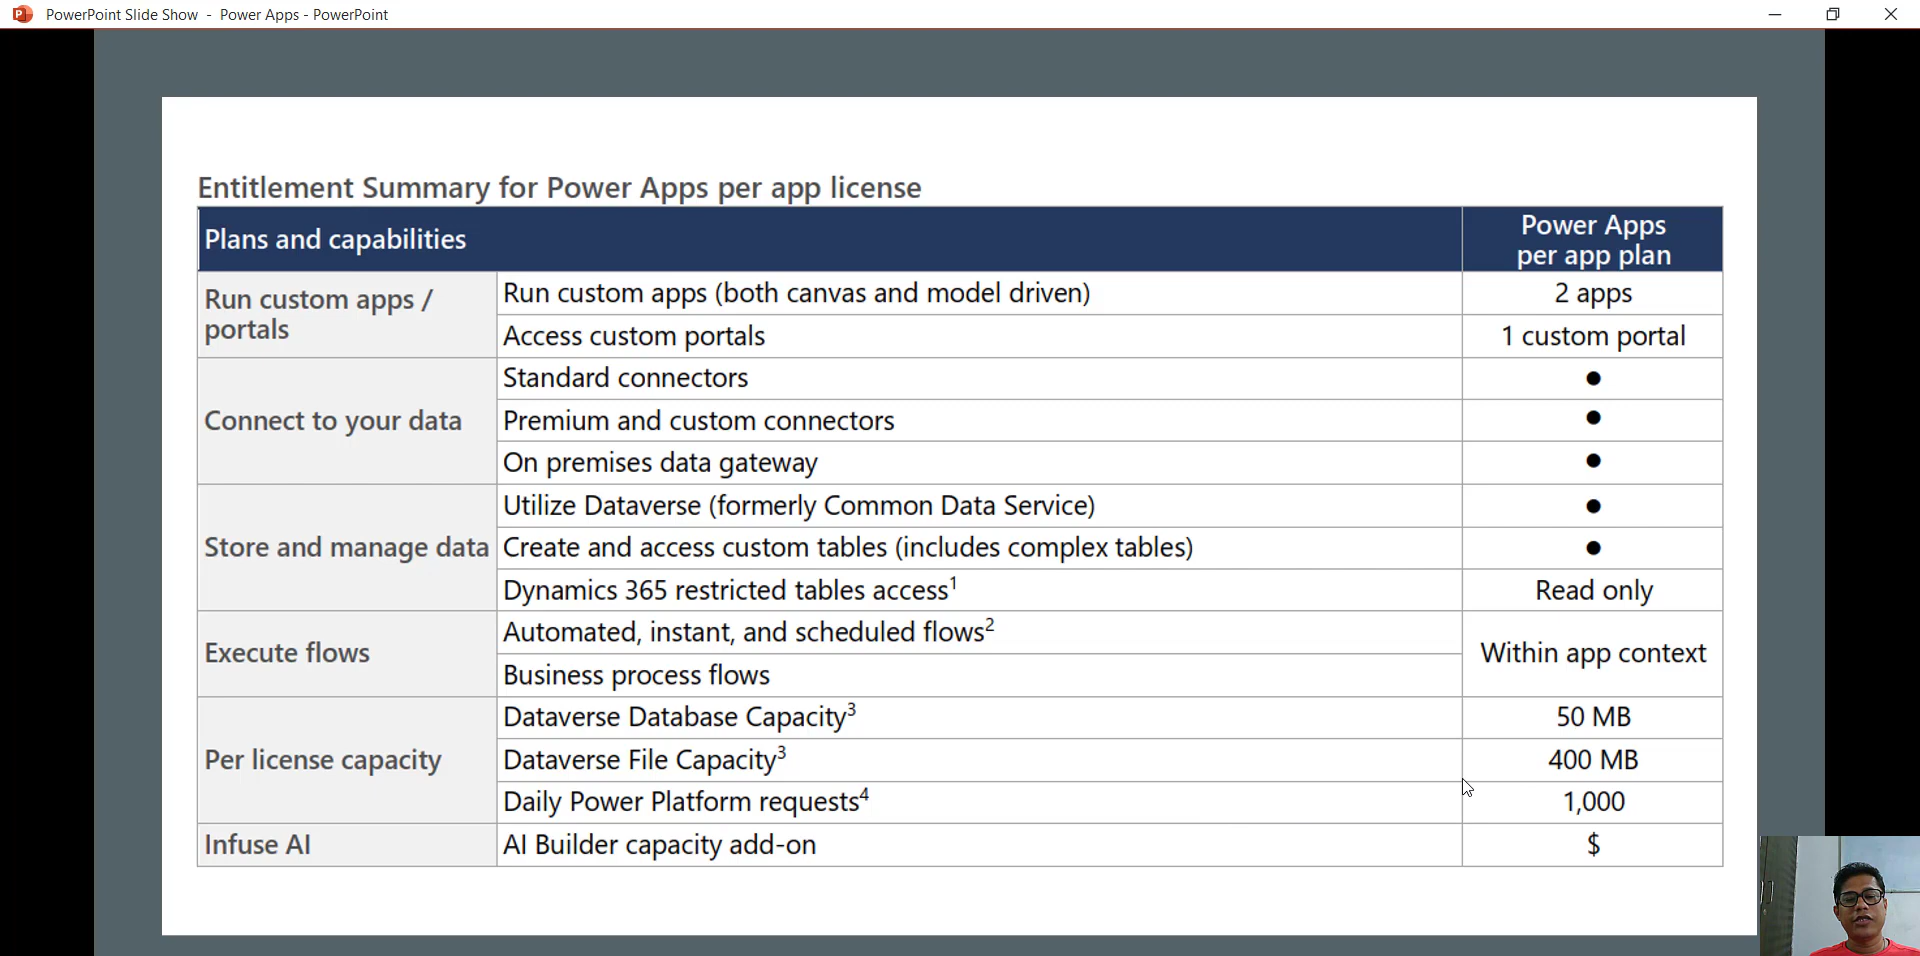 PowerPoint Slide Show - Power Apps - PowerPoint
Entitlement Summary for Power Apps per app license
Plans and capabilities
Power Apps
per app plan
Run custom apps /
portals
Run custom apps (both canvas and model driven)
2 apps
Access custom portals
1 custom portal
Connect to your data
Standard connectors
●
Premium and custom connectors
●
On premises data gateway
●
Store and manage data
Utilize Dataverse (formerly Common Data Service)
●
Create and access custom tables (includes complex tables)
●
Dynamics 365 restricted tables access¹
Read only
Execute flows
Automated, instant, and scheduled flows²
Within app context
Business process flows
Per license capacity
Dataverse Database Capacity³
50 MB
Dataverse File Capacity³
400 MB
Daily Power Platform requests⁴
1,000
Infuse AI
AI Builder capacity add-on
$